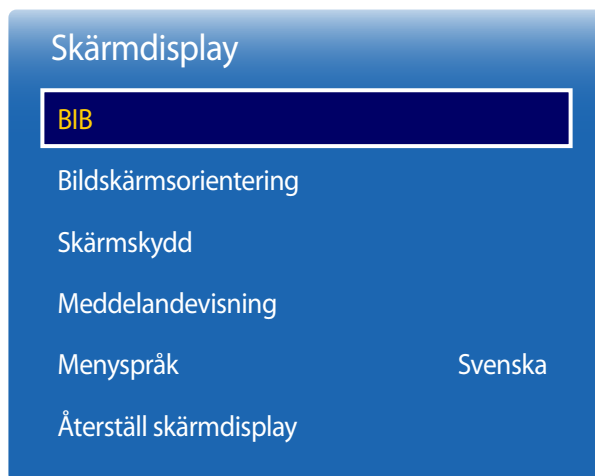 Skärmdisplay
BIB
Bildskärmsorientering
Skärmskydd
Meddelandevisning
Menyspråk Svenska
Återställ skärmdisplay